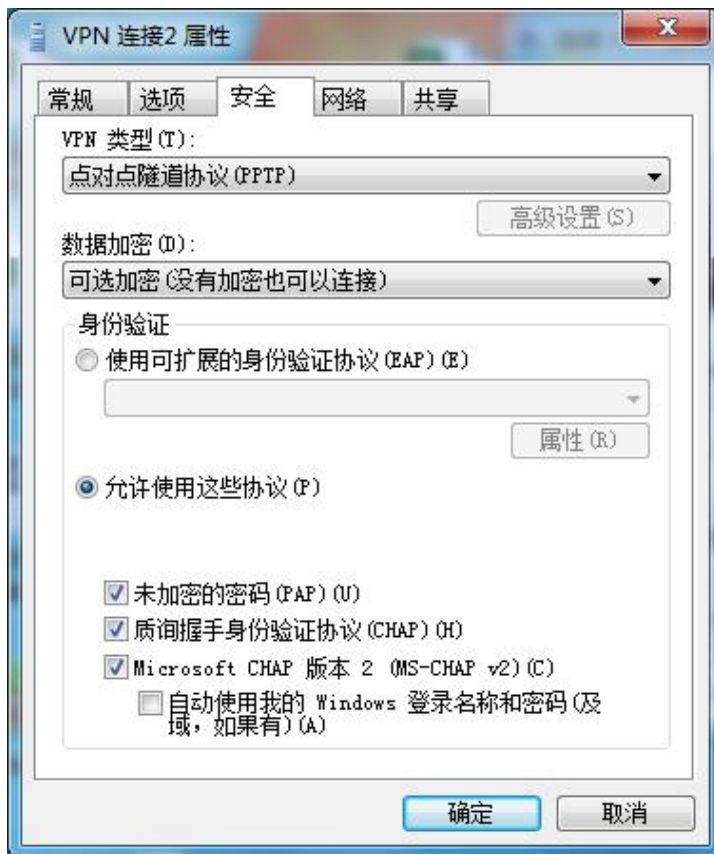 VPN 连接2 属性
常规 选项 安全 网络 共享
VPN 类型(T):
点对点隧道协议(PPTP)
高级设置(S)
数据加密(D):
可选加密(没有加密也可以连接)
身份验证
使用可扩展的身份验证协议(EAP)(E)
属性(R)
允许使用这些协议(P)
未加密的密码(PAP)(U)
质询握手身份验证协议(CHAP)(H)
Microsoft CHAP 版本 2 (MS-CHAP v2)(C)
自动使用我的 Windows 登录名称和密码(及
域，如果有)(A)
确定 取消